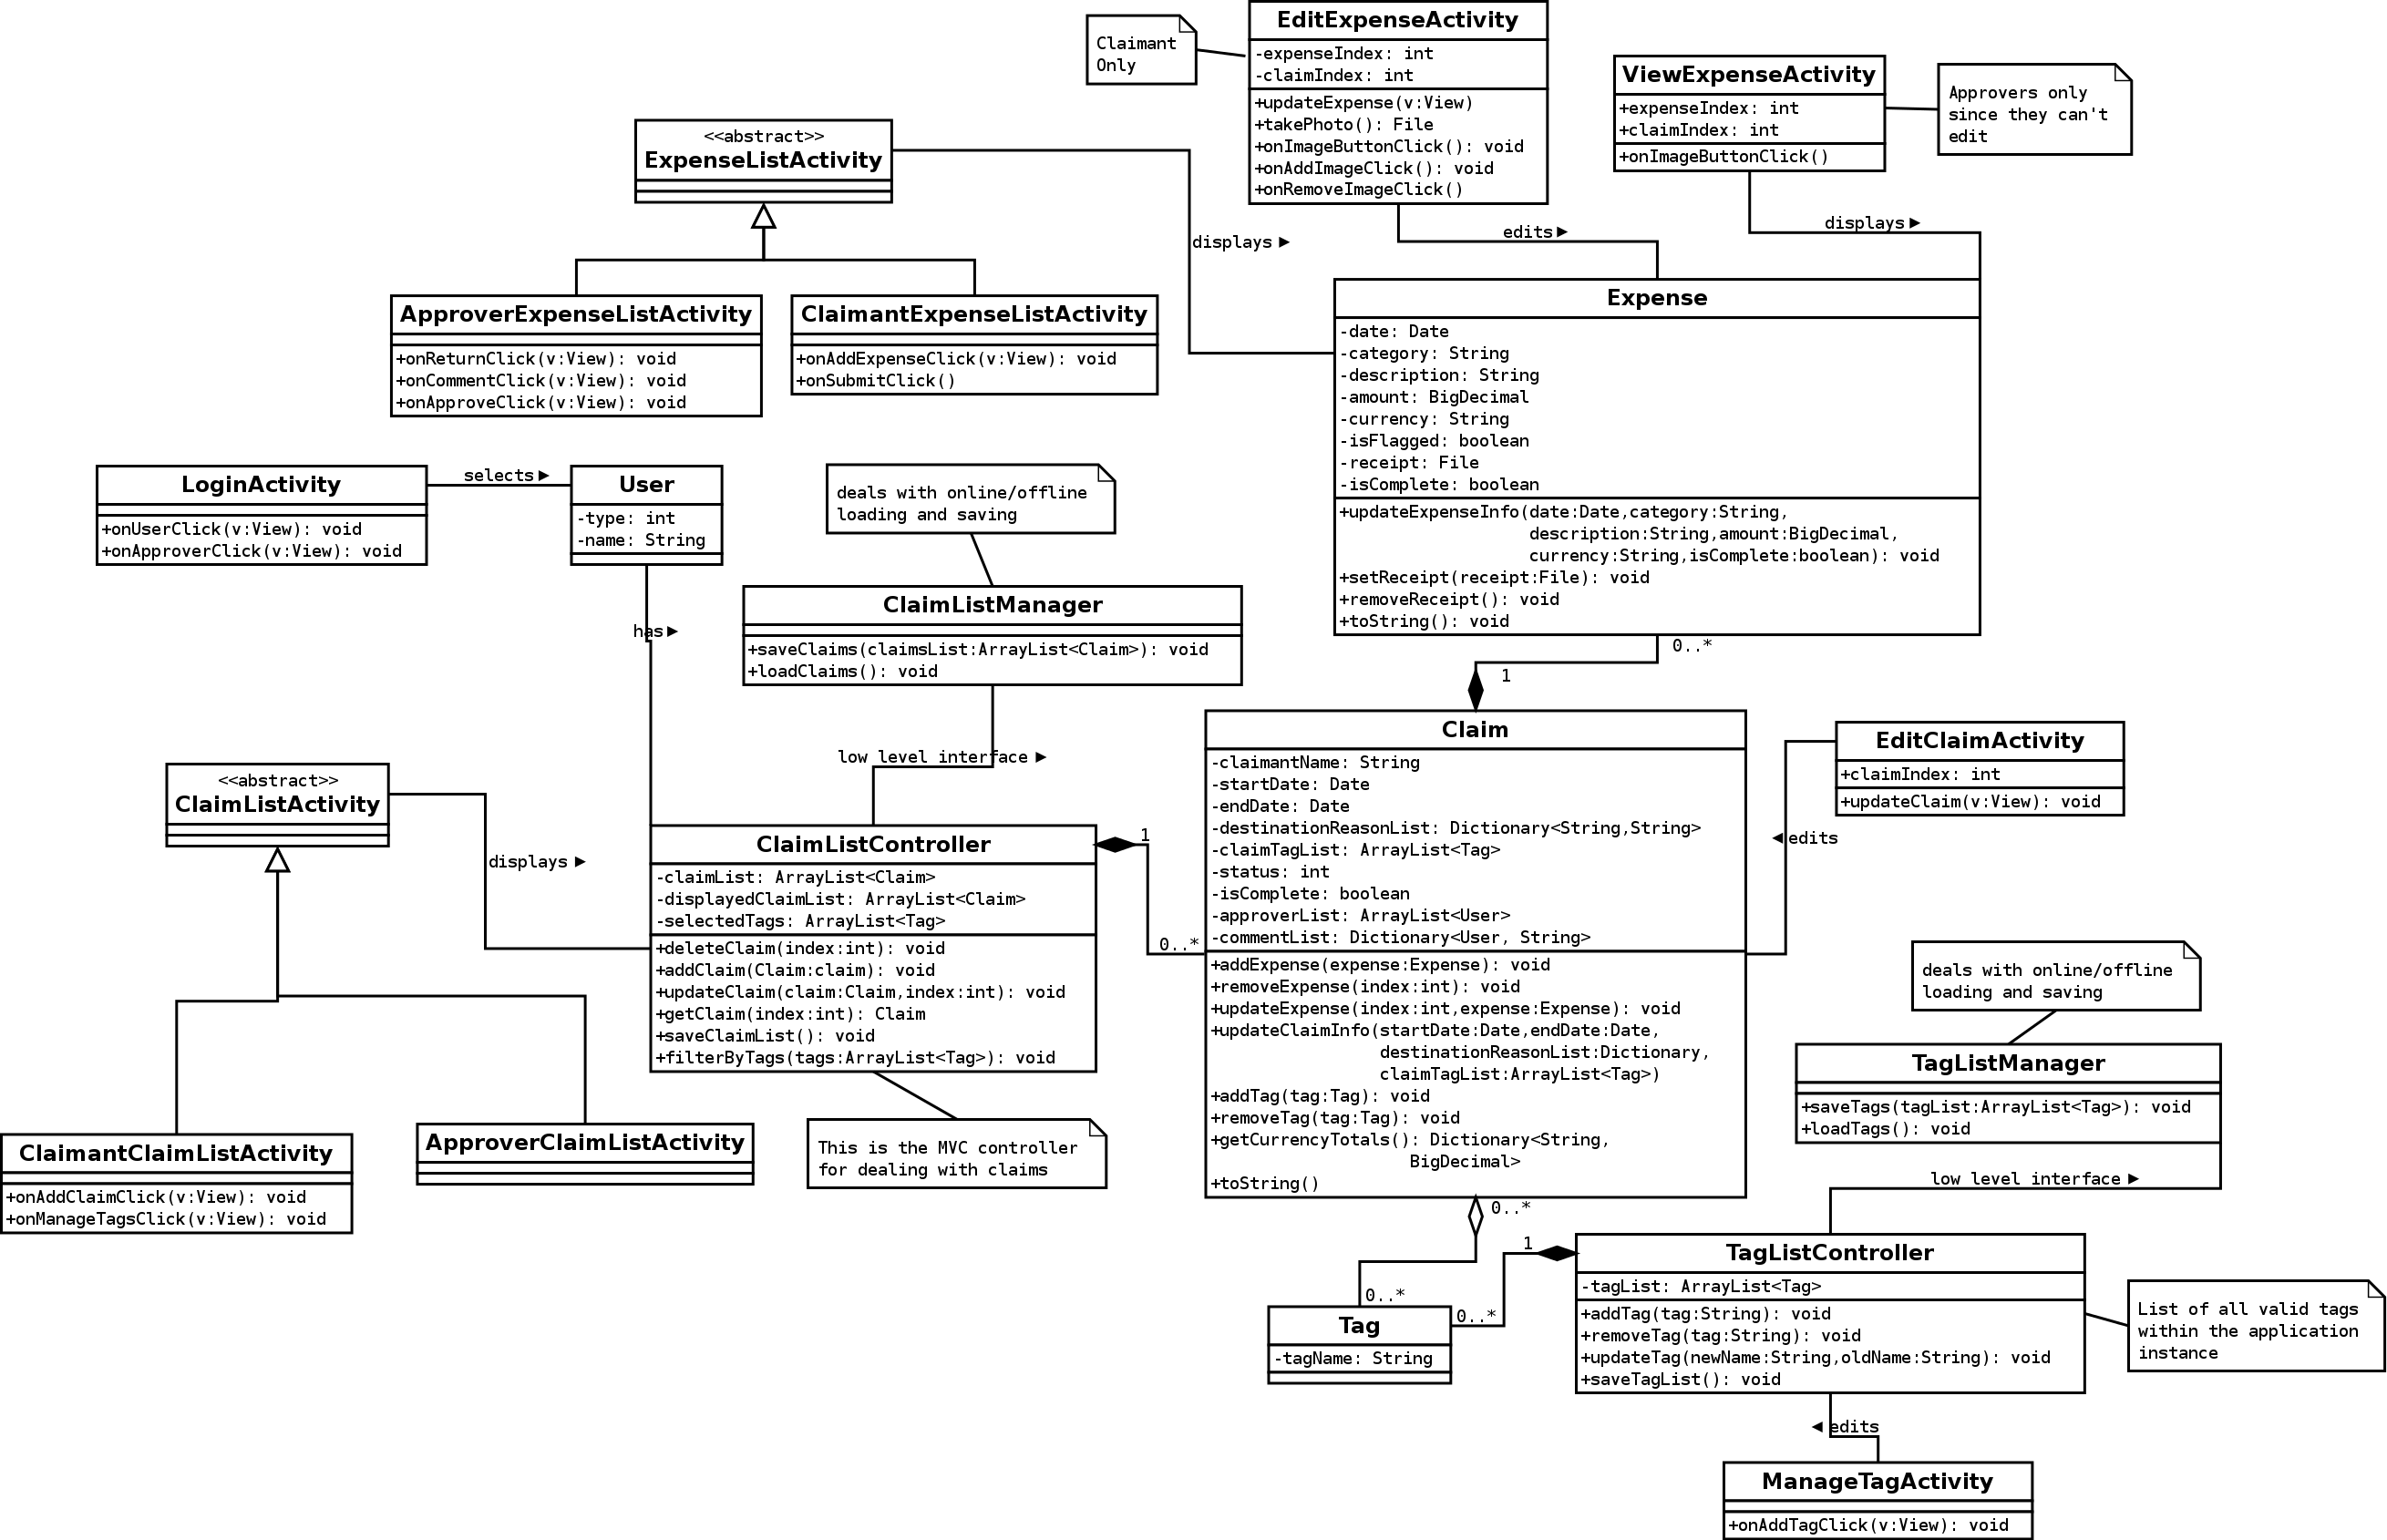 Claimant
Only
EditExpenseActivity
-expenseIndex: int
-claimIndex: int
+updateExpense(v:View)
+takePhoto(): File
+onImageButtonClick(): void
+onAddImageClick(): void
+onRemoveImageClick()
ViewExpenseActivity
+expenseIndex: int
+claimIndex: int
+onImageButtonClick()
Approvers only
since they can't
edit
<<abstract>>
ExpenseListActivity
displays ►
edits ►
displays ►
ApproverExpenseListActivity
+onReturnClick(v:View): void
+onCommentClick(v:View): void
+onApproveClick(v:View): void
ClaimantExpenseListActivity
+onAddExpenseClick(v:View): void
+onSubmitClick()
Expense
-date: Date
-category: String
-description: String
-amount: BigDecimal
-currency: String
-isFlagged: boolean
-receipt: File
-isComplete: boolean
+updateExpenseInfo(date:Date,category:String,
description:String,amount:BigDecimal,
currency:String,isComplete:boolean): void
+setReceipt(receipt:File): void
+removeReceipt(): void
+toString(): void
LoginActivity
+onUserClick(v:View): void
+onApproverClick(v:View): void
selects ►
User
-type: int
-name: String
deals with online/offline
loading and saving
has ►
ClaimListManager
+saveClaims(claimsList:ArrayList<Claim>): void
+loadClaims(): void
0..*
1
low level interface ►
Claim
-claimantName: String
-startDate: Date
-endDate: Date
-destinationReasonList: Dictionary<String,String>
-claimTagList: ArrayList<Tag>
-status: int
-isComplete: boolean
-approverList: ArrayList<User>
-commentList: Dictionary<User, String>
+addExpense(expense:Expense): void
+removeExpense(index:int): void
+updateExpense(index:int,expense:Expense): void
+updateClaimInfo(startDate:Date,endDate:Date,
destinationReasonList:Dictionary,
claimTagList:ArrayList<Tag>)
+addTag(tag:Tag): void
+removeTag(tag:Tag): void
+getCurrencyTotals(): Dictionary<String,
BigDecimal>
+toString()
EditClaimActivity
+claimIndex: int
+updateClaim(v:View): void
◄ edits
<<abstract>>
ClaimListActivity
displays ►
ClaimListController
-claimList: ArrayList<Claim>
-displayedClaimList: ArrayList<Claim>
-selectedTags: ArrayList<Tag>
+deleteClaim(index:int): void
+addClaim(Claim:claim): void
+updateClaim(claim:Claim,index:int): void
+getClaim(index:int): Claim
+saveClaimList(): void
+filterByTags(tags:ArrayList<Tag>): void
1
0..*
This is the MVC controller
for dealing with claims
ClaimantClaimListActivity
+onAddClaimClick(v:View): void
+onManageTagsClick(v:View): void
ApproverClaimListActivity
deals with online/offline
loading and saving
TagListManager
+saveTags(tagList:ArrayList<Tag>): void
+loadTags(): void
low level interface ►
0..*
0..*
1
0..*
Tag
-tagName: String
TagListController
-tagList: ArrayList<Tag>
+addTag(tag:String): void
+removeTag(tag:String): void
+updateTag(newName:String,oldName:String): void
+saveTagList(): void
List of all valid tags
within the application
instance
◄ edits
ManageTagActivity
+onAddTagClick(v:View): void